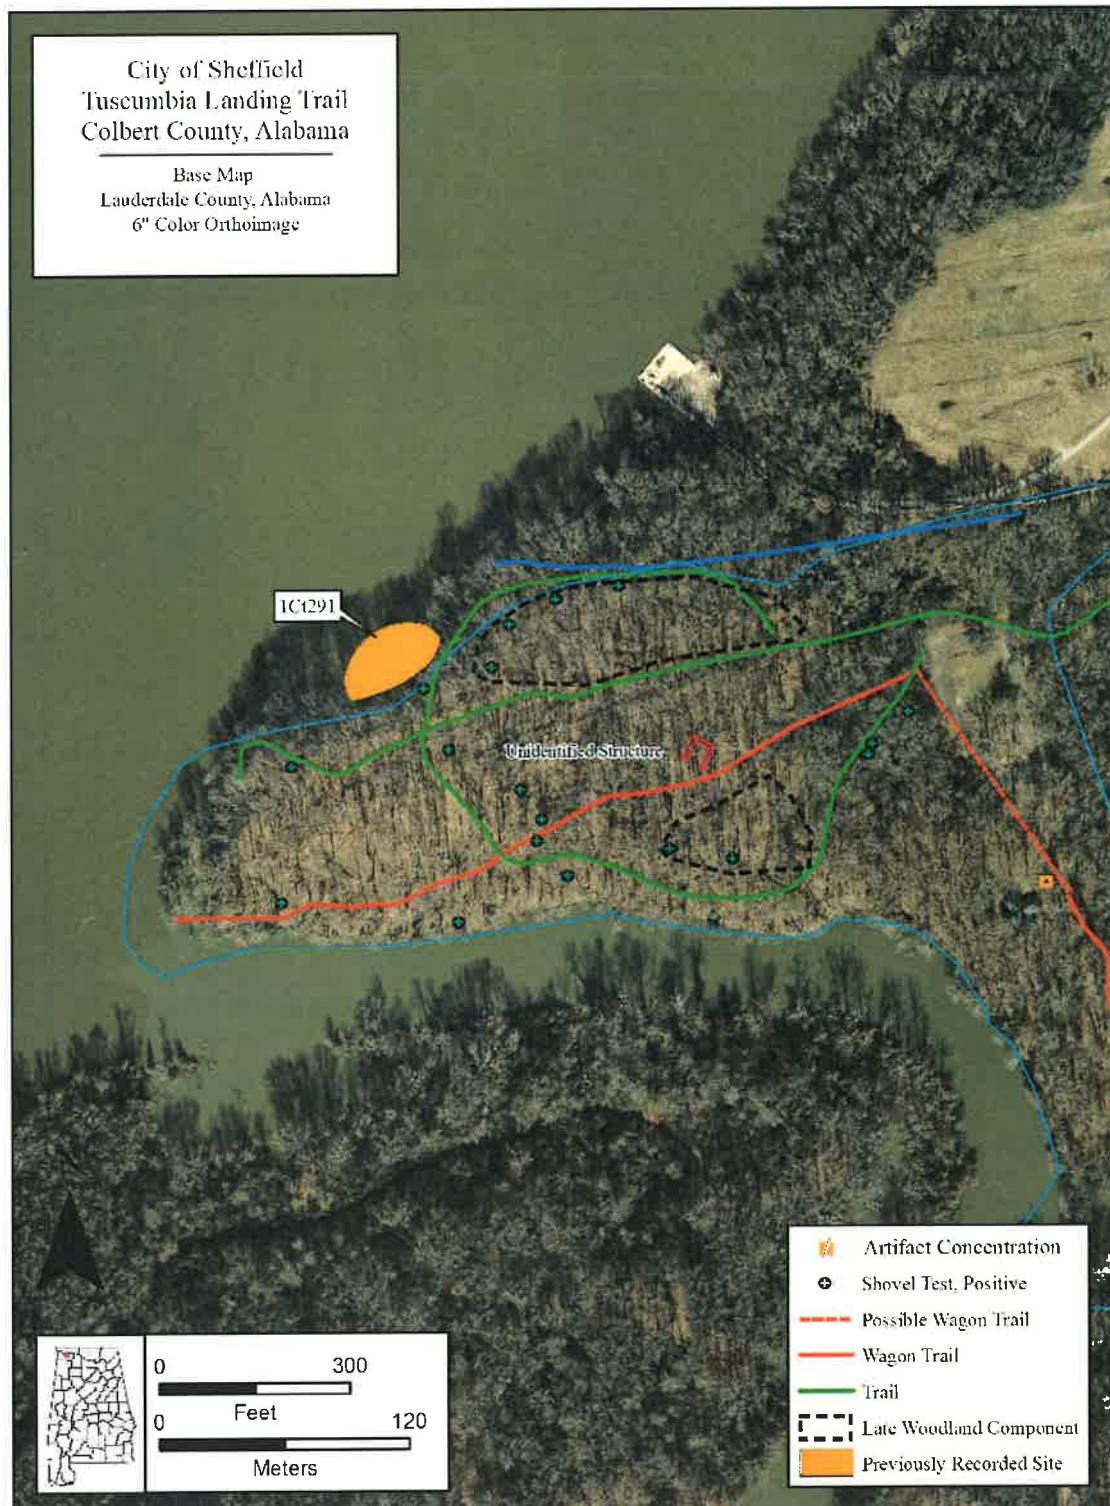 City of Sheffield
Tuscumbia Landing Trail
Colbert County, Alabama
Base Map
Lauderdale County, Alabama
6" Color Orthoimage
1Ct291
Unidentified Structure
Artifact Concentration
Shovel Test, Positive
Possible Wagon Trail
Wagon Trail
Trail
Late Woodland Component
Previously Recorded Site
0 300
Feet
0 120
Meters